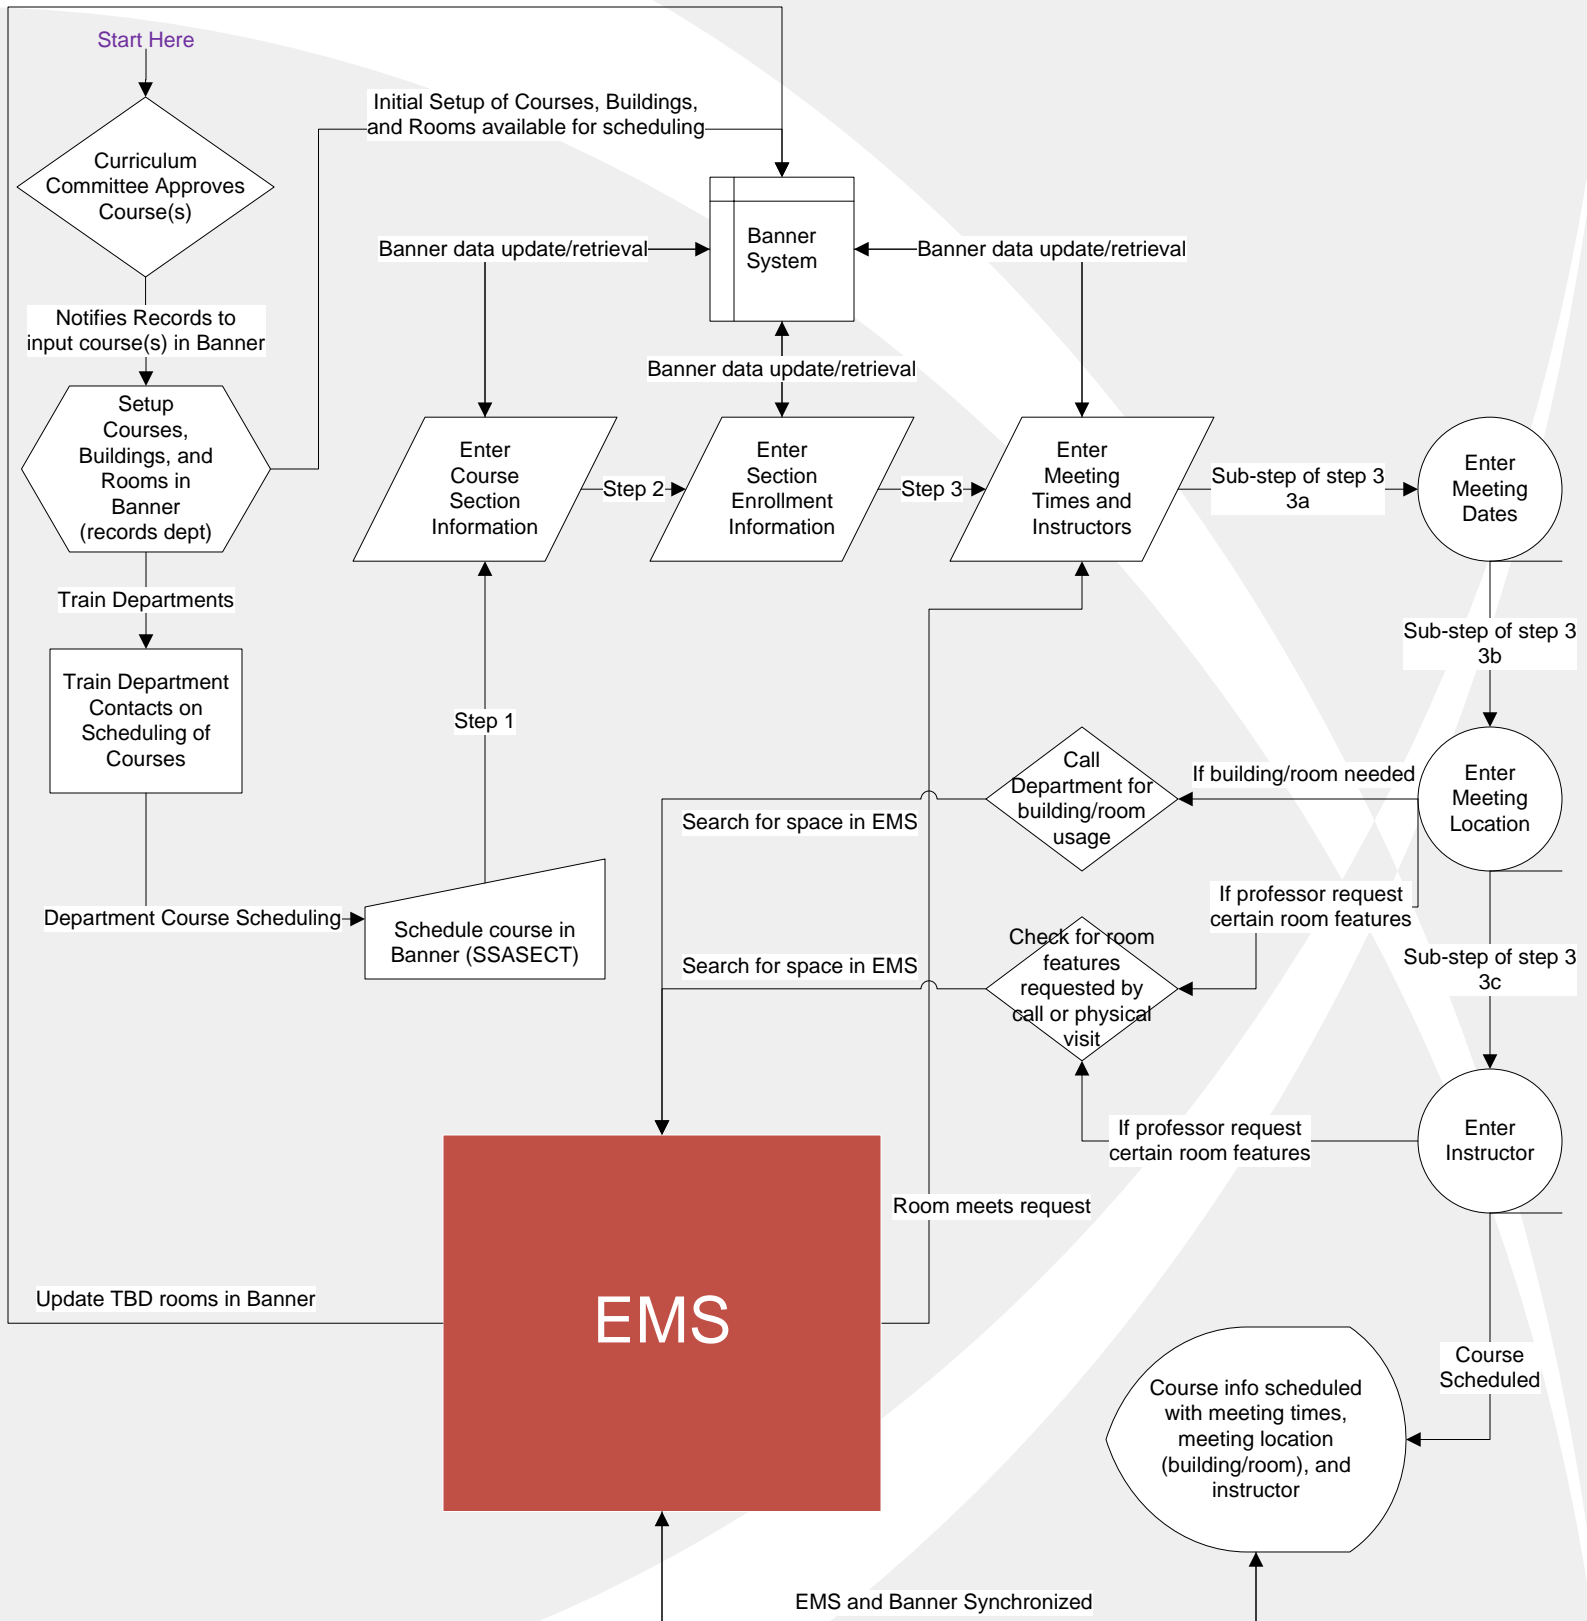 Start Here
Initial Setup of Courses, Buildings,
and Rooms available for scheduling
Curriculum
Committee Approves
Course(s)
Banner
System
Banner data update/retrieval
Banner data update/retrieval
Notifies Records to
input course(s) in Banner
Banner data update/retrieval
Setup
Courses,
Buildings, and
Rooms in
Banner
(records dept)
Enter
Course
Section
Information
Step 2
Enter
Section
Enrollment
Information
Step 3
Enter
Meeting
Times and
Instructors
Sub-step of step 3
3a
Enter
Meeting
Dates
Train Departments
Sub-step of step 3
3b
Train Department
Contacts on
Scheduling of
Courses
Step 1
Call
Department for
building/room
usage
If building/room needed
Enter
Meeting
Location
Search for space in EMS
If professor request
certain room features
Department Course Scheduling
Schedule course in
Banner (SSASECT)
Search for space in EMS
Check for room
features
requested by
call or physical
visit
Sub-step of step 3
3c
If professor request
certain room features
Enter
Instructor
Room meets request
Update TBD rooms in Banner
EMS
Course
Scheduled
Course info scheduled
with meeting times,
meeting location
(building/room), and
instructor
EMS and Banner Synchronized